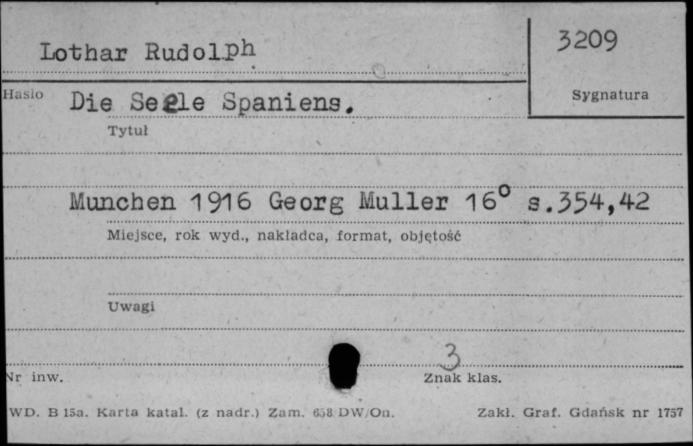 Lothar Rudolph
3209
Hasło
Sygnatura
Die Seele Spaniens.
Tytuł
Munchen 1916 Georg Muller 16° s.354,42
Miejsce, rok wyd., nakładca, format, objętość
Uwagi
3
Nr inw.
Znak klas.
WD. B 15a. Karta katal. (z nadr.) Zam. 658 DW/On. Zakł. Graf. Gdańsk nr 1757